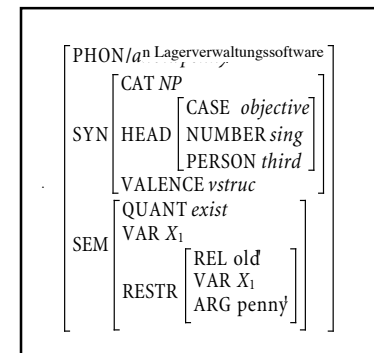 PHON/an Lagerverwaltungssoftware
CAT NP
SYN HEAD
CASE objective
NUMBER sing
PERSON third
VALENCE vstruc
SEM
QUANT exist
VAR X1
RESTR
REL old'
VAR X1
ARG penny'